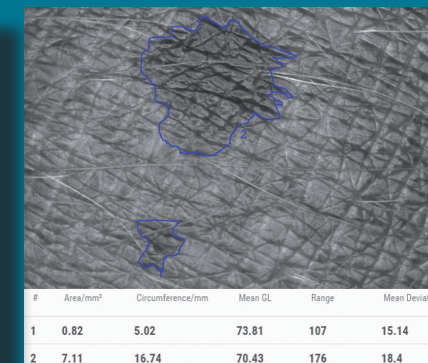 2
# Area/mm² Circumference/mm Mean GL Range Mean Deviat
1 0.82 5.02 73.81 107 15.14
2 7.11 16.74 70.43 176 18.4